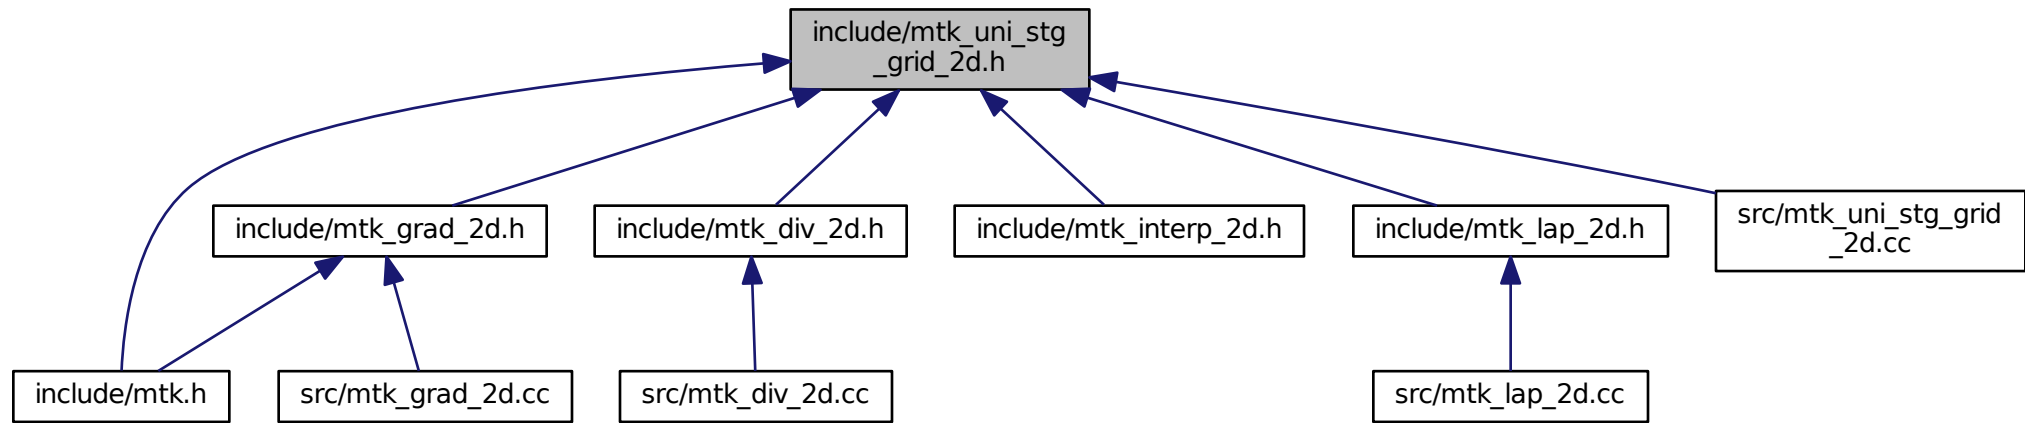 include/mtk_uni_stg
_grid_2d.h
include/mtk_grad_2d.h
include/mtk_div_2d.h
include/mtk_interp_2d.h
include/mtk_lap_2d.h
src/mtk_uni_stg_grid
_2d.cc
include/mtk.h
src/mtk_grad_2d.cc
src/mtk_div_2d.cc
src/mtk_lap_2d.cc